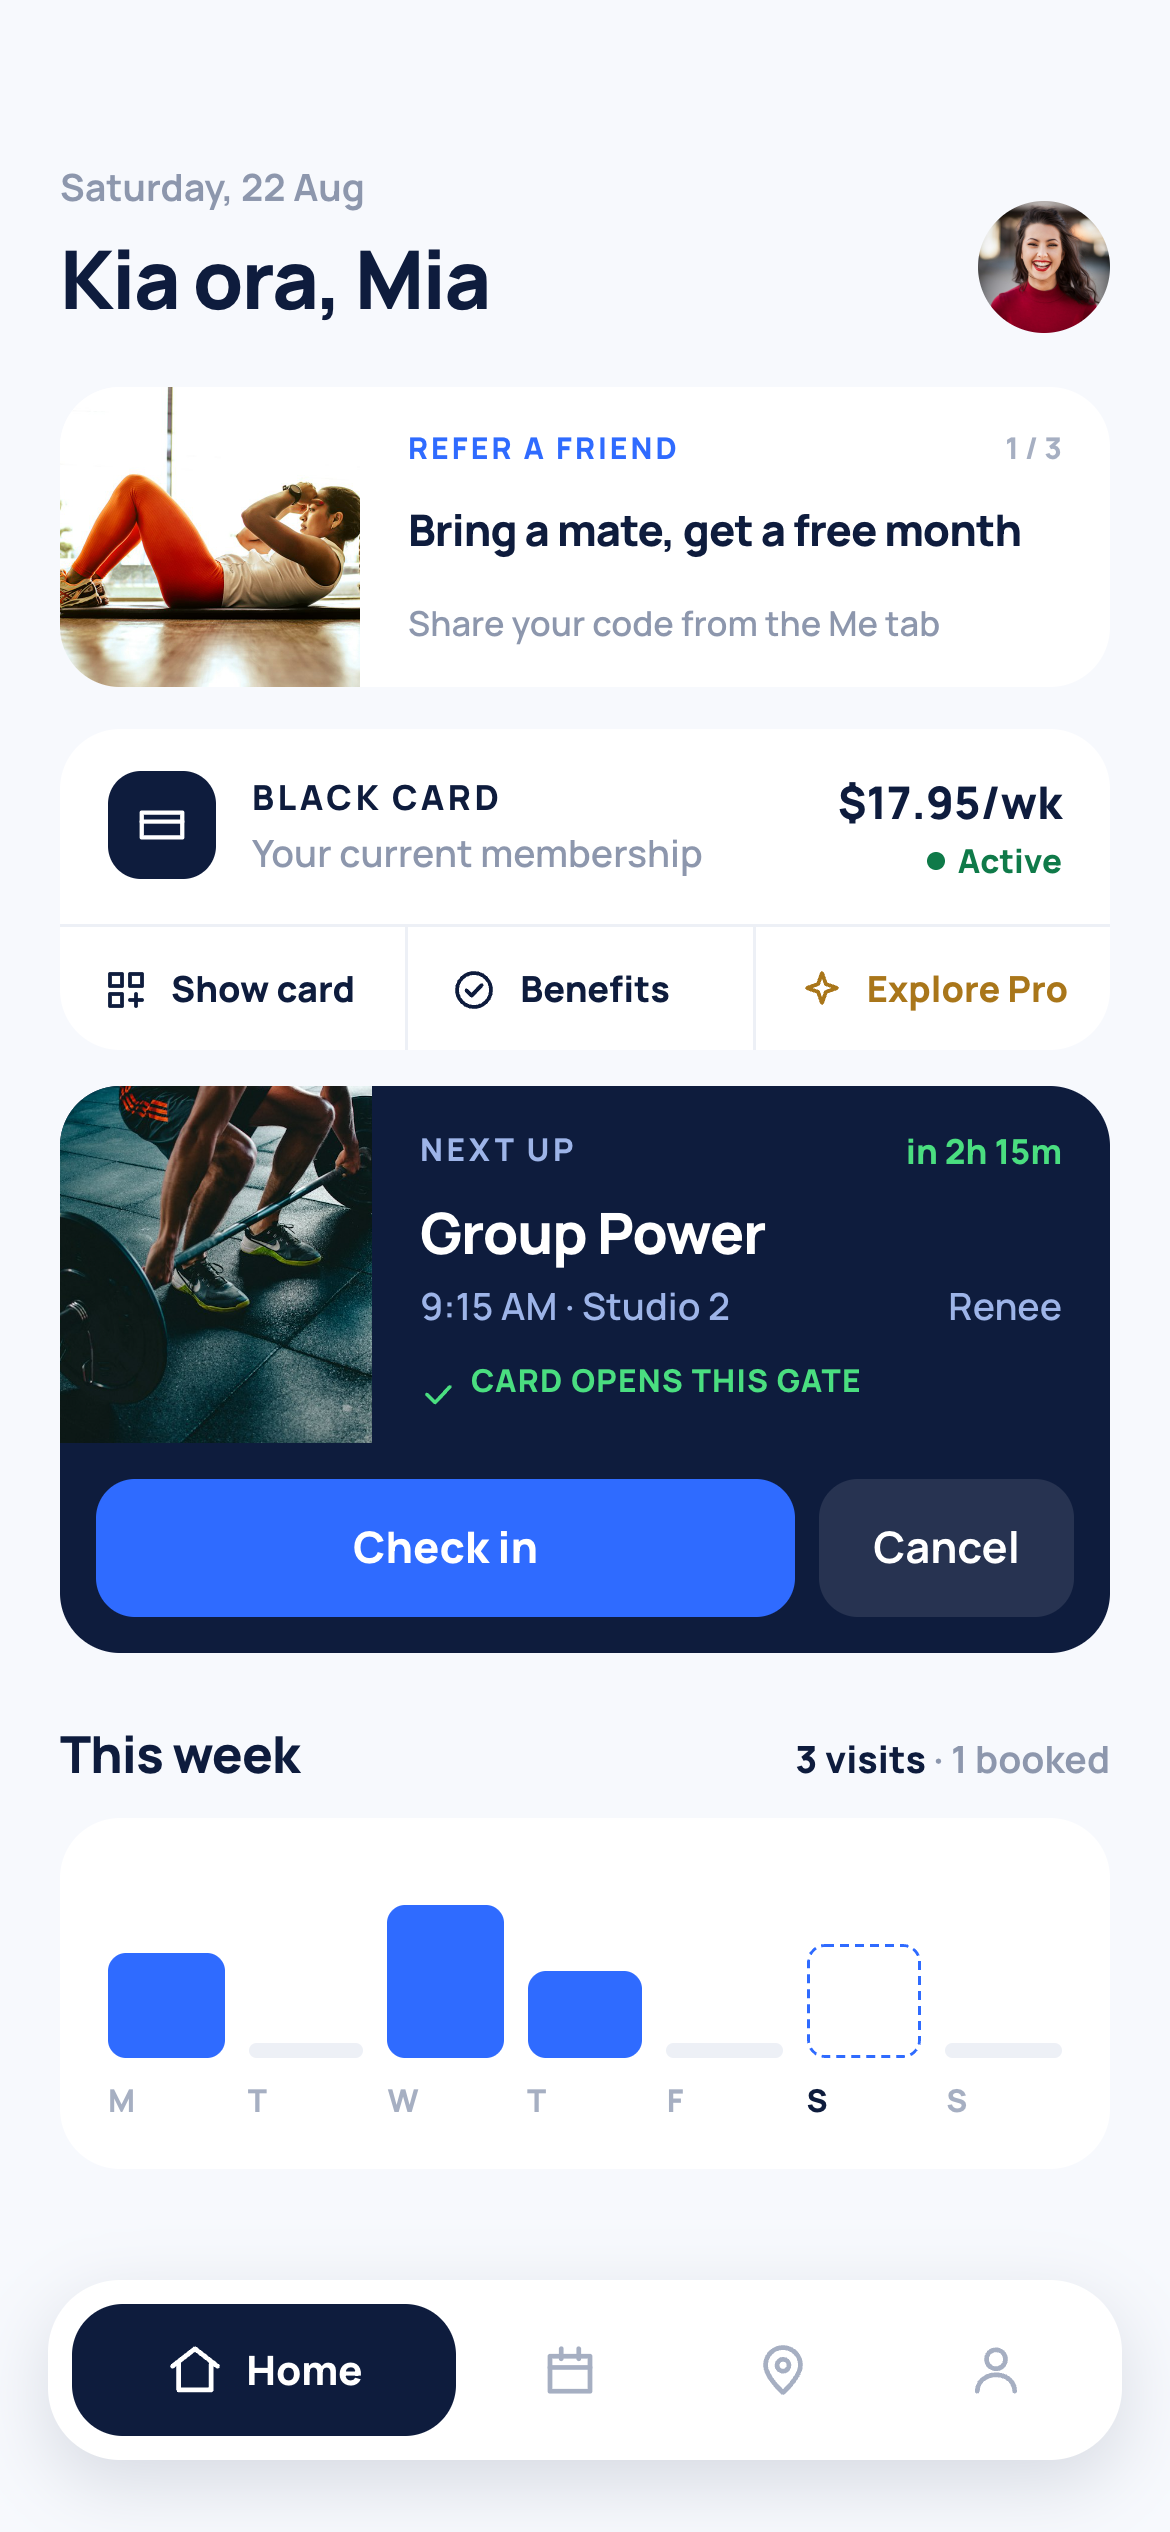 Saturday, 22 Aug
Kia ora, Mia
REFER A FRIEND
1 / 3
Bring a mate, get a free month
Share your code from the Me tab
BLACK CARD
$17.95/wk
Your current membership
Active
Show card
Benefits
Explore Pro
NEXT UP
in 2h 15m
Group Power
9:15 AM · Studio 2
Renee
CARD OPENS THIS GATE
Check in
Cancel
This week
3 visits · 1 booked
M T W T F S S
Home